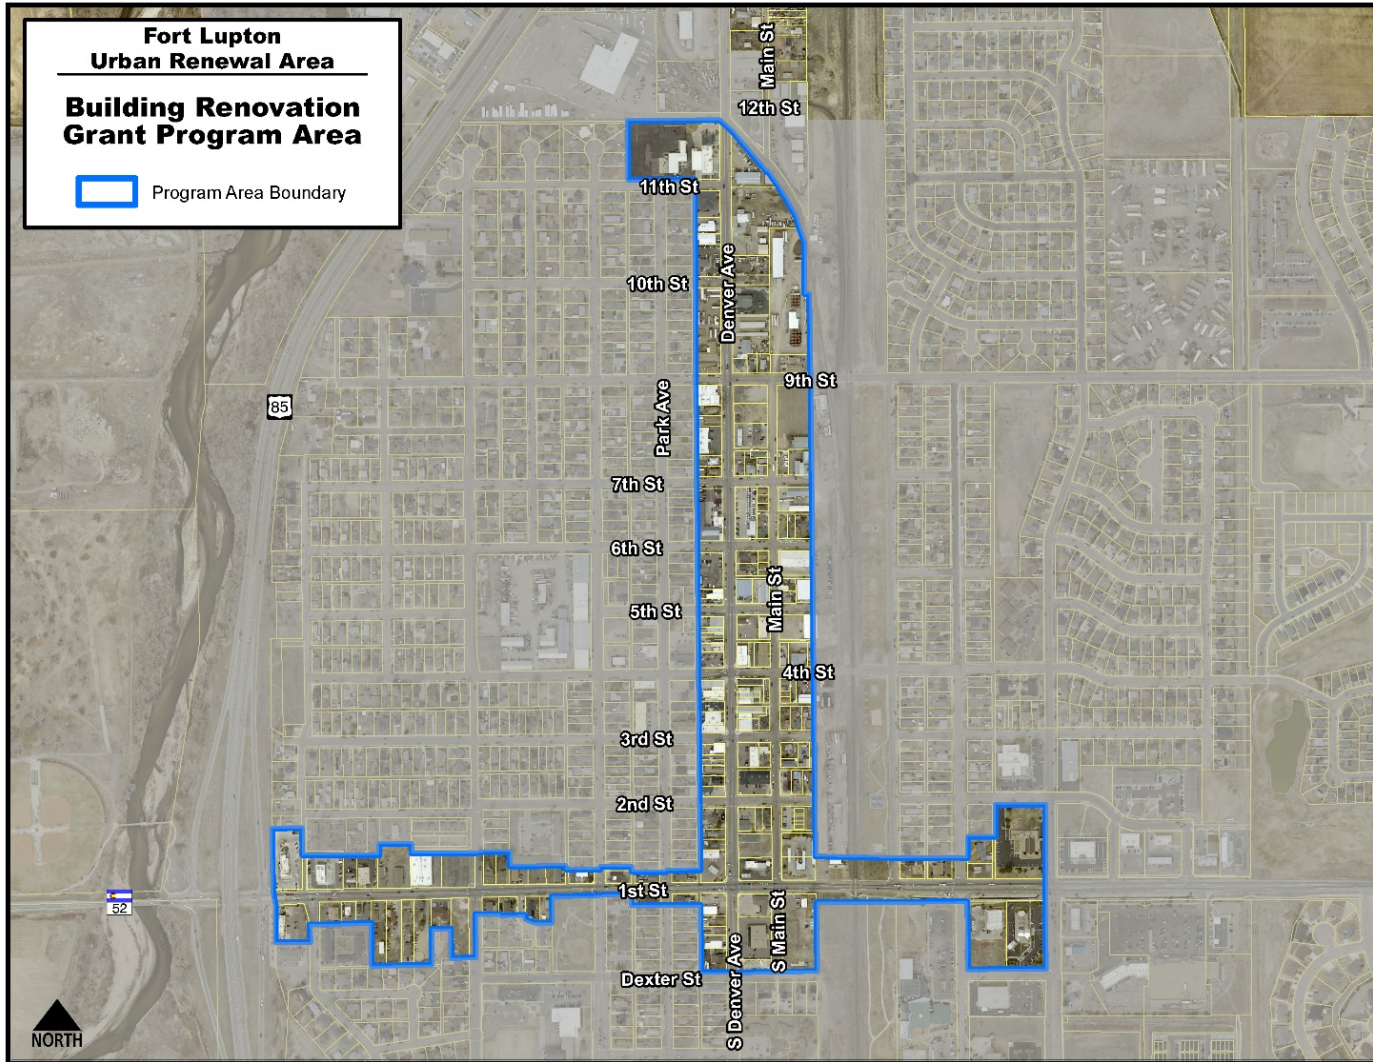 Fort Lupton
Urban Renewal Area
Building Renovation
Grant Program Area
Program Area Boundary
Main St
12th St
11th St
Denver Ave
10th St
9th St
Park Ave
85
7th St
6th St
Main St
5th St
4th St
3rd St
2nd St
1st St
52
S Main St
S Denver Ave
Dexter St
NORTH